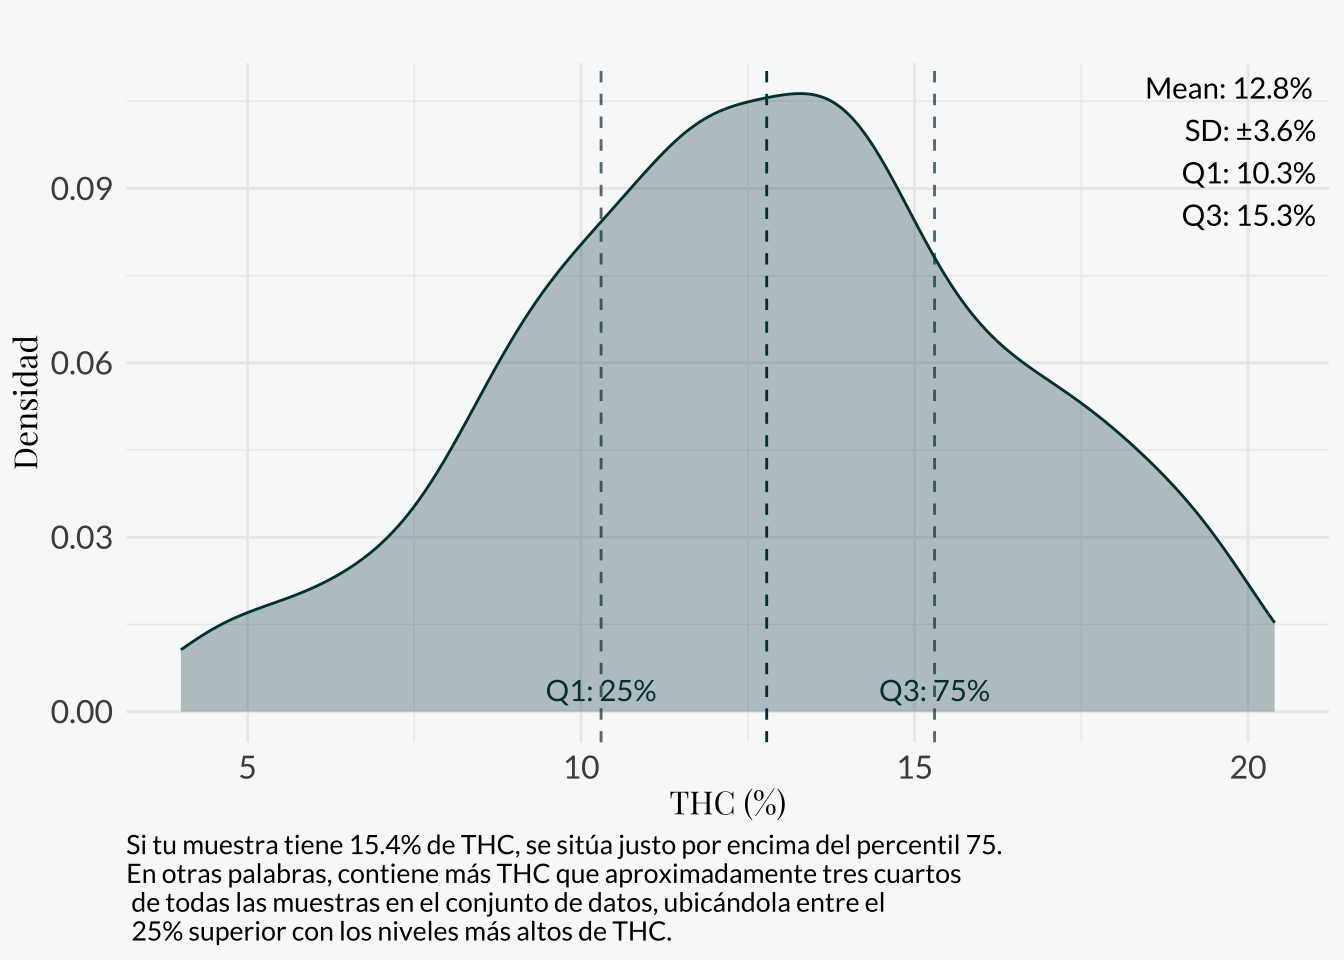 Mean: 12.8%
SD: ±3.6%
Q1: 10.3%
Q3: 15.3%
Densidad
0.09
0.06
0.03
0.00
Q1: 25%
Q3: 75%
5
10
15
20
THC (%)
Si tu muestra tiene 15.4% de THC, se sitúa justo por encima del percentil 75.
En otras palabras, contiene más THC que aproximadamente tres cuartos
de todas las muestras en el conjunto de datos, ubicándola entre el
25% superior con los niveles más altos de THC.